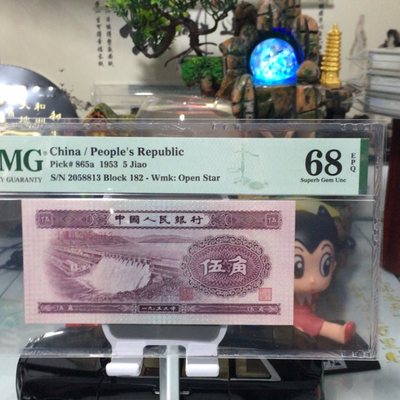 MG
Y GUARANTY
China / People's Republic
Pick# 865a 1953 5 Jiao
S/N 2058813 Block 182 - Wmk: Open Star
68
EPQ
Superb Gem Unc
中國人民銀行
伍角
一九五三年